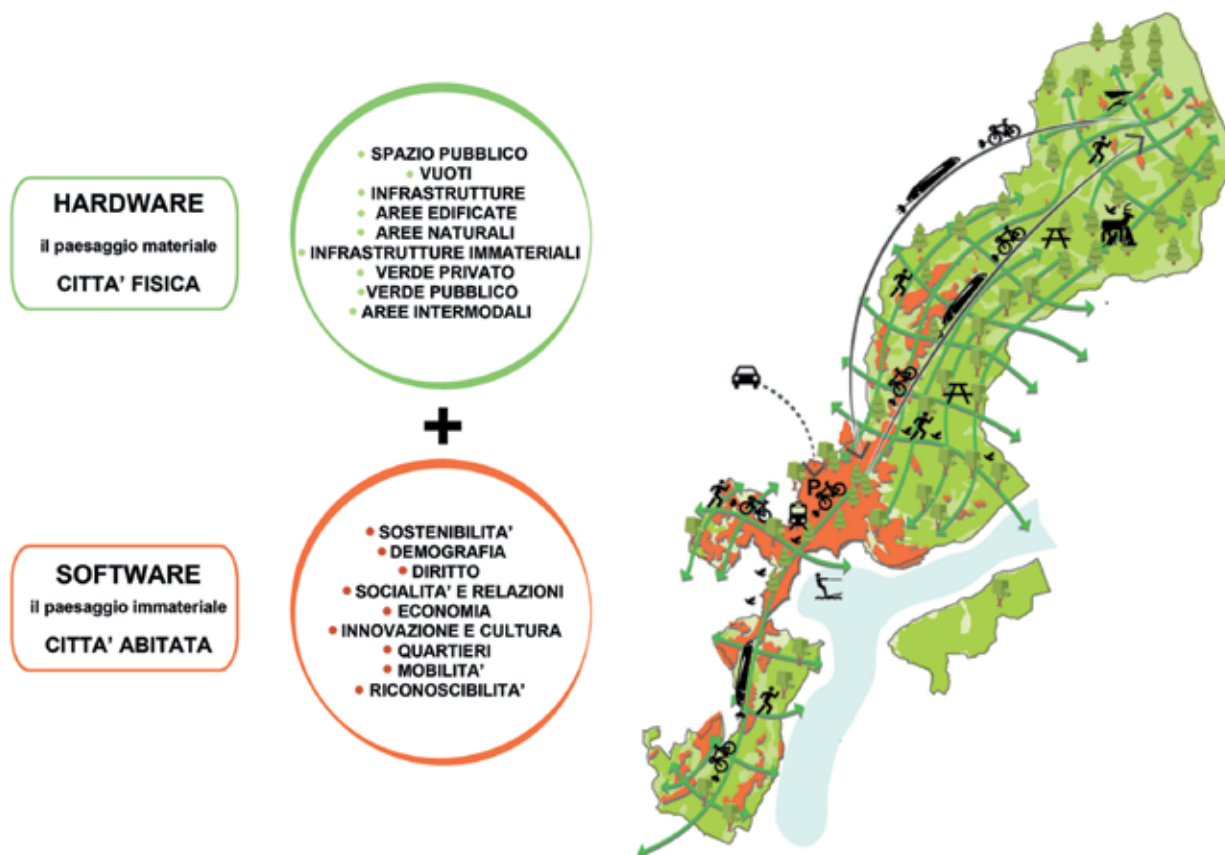 HARDWARE
il paesaggio materiale
CITTA' FISICA
• SPAZIO PUBBLICO
• VUOTI
• INFRASTRUTTURE
• AREE EDIFICATE
• AREE NATURALI
• INFRASTRUTTURE IMMATERIALI
• VERDE PRIVATO
• VERDE PUBBLICO
• AREE INTERMODALI
+
SOFTWARE
il paesaggio immateriale
CITTA' ABITATA
• SOSTENIBILITA'
• DEMOGRAFIA
• DIRITTO
• SOCIALITA' E RELAZIONI
• ECONOMIA
• INNOVAZIONE E CULTURA
• QUARTIERI
• MOBILITA'
• RICONOSCIBILITA'
P